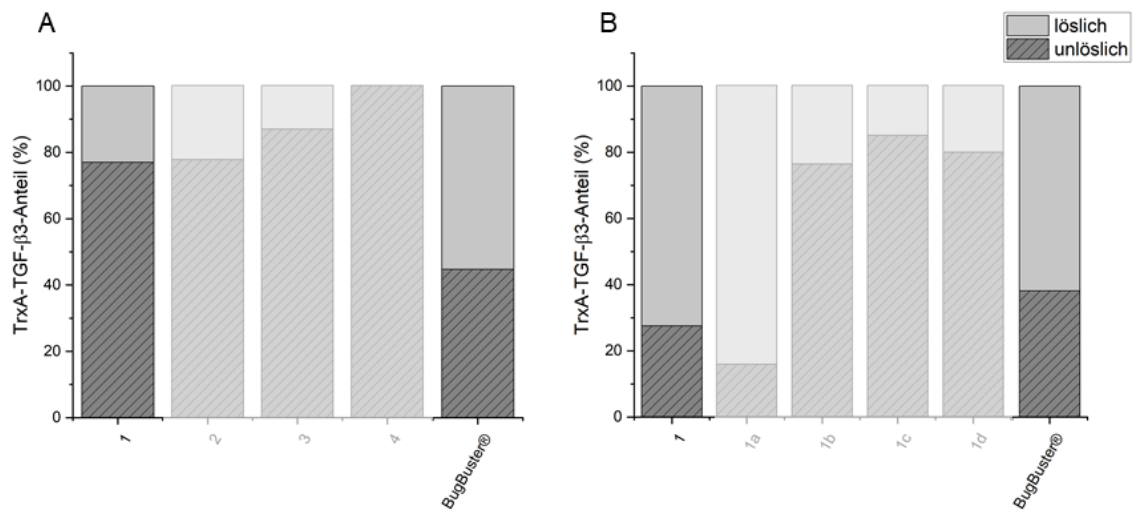 A
B
löslich
unlöslich
TrxA-TGF-β3-Anteil (%)
100
80
60
40
20
0
1
2
3
4
BugBuster®
TrxA-TGF-β3-Anteil (%)
100
80
60
40
20
0
1
1a
1b
1c
1d
BugBuster®